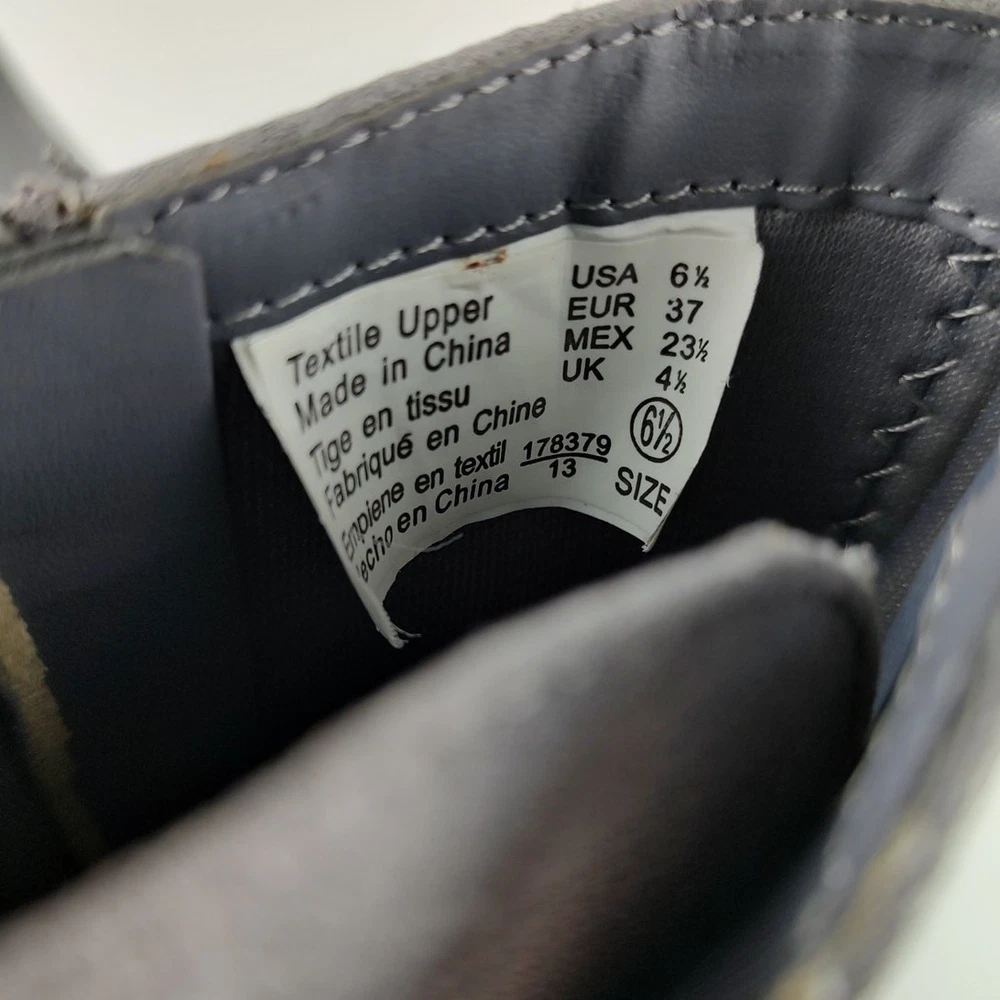 Textile Upper
Made in China
Tige en tissu
Fabriqué en Chine
Empiene en textil
Hecho en China
178379
13
USA 6½
EUR 37
MEX 23½
UK 4½
6½
SIZE